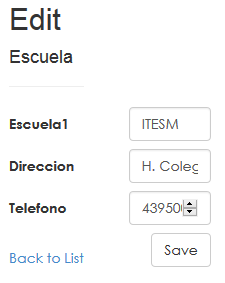 Edit
Escuela
Escuela1 ITESM
Direccion H. Coleg
Telefono 43950
Back to List Save